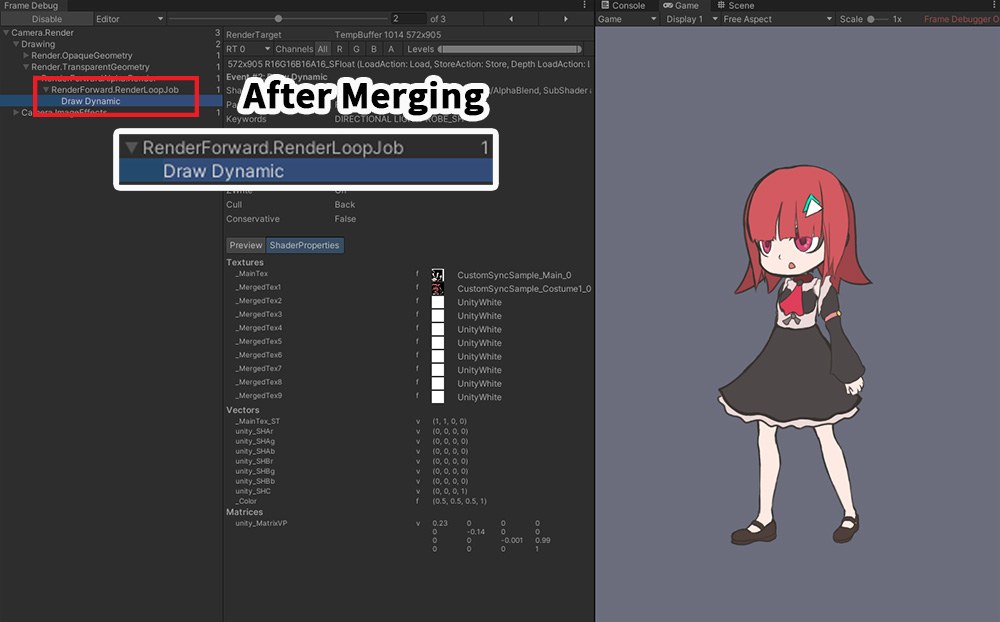 Frame Debug
Disable
Editor
2
of 3
Camera.Render 3
Drawing 2
Render.OpaqueGeometry 1
Render.TransparentGeometry 1
RenderForwardAlpha.Render 1
RenderForward.RenderLoopJob 1
Draw Dynamic
Camera.ImageEffects 1
RenderTarget TempBuffer 1014 572x905
RT 0 Channels All R G B A Levels
572x905 R16G16B16A16_SFloat (LoadAction: Load, StoreAction: Store, Depth LoadAction: L
Event #2: Draw Dynamic
/AlphaBlend, SubShader
After Merging
Keywords DIRECTIONAL LIGHTPROBE_SH
RenderForward.RenderLoopJob 1
Draw Dynamic
ZWrite Off
Cull Back
Conservative False
Preview ShaderProperties
Textures
_MainTex f CustomSyncSample_Main_0
_MergedTex1 f CustomSyncSample_Costume1_0
_MergedTex2 f UnityWhite
_MergedTex3 f UnityWhite
_MergedTex4 f UnityWhite
_MergedTex5 f UnityWhite
_MergedTex6 f UnityWhite
_MergedTex7 f UnityWhite
_MergedTex8 f UnityWhite
_MergedTex9 f UnityWhite
Vectors
_MainTex_ST v (1, 1, 0, 0)
unity_SHAr v (0, 0, 0, 0)
unity_SHAg v (0, 0, 0, 0)
unity_SHAb v (0, 0, 0, 0)
unity_SHBr v (0, 0, 0, 0)
unity_SHBg v (0, 0, 0, 0)
unity_SHBb v (0, 0, 0, 0)
unity_SHC v (0, 0, 0, 1)
_Color f (0.5, 0.5, 0.5, 1)
Matrices
unity_MatrixVP v 0.23 0 0 0
0 -0.14 0 0
0 0 -0.001 0.99
0 0 0 1
Console Game Scene
Game Display 1 Free Aspect Scale 1x Frame Debugger O